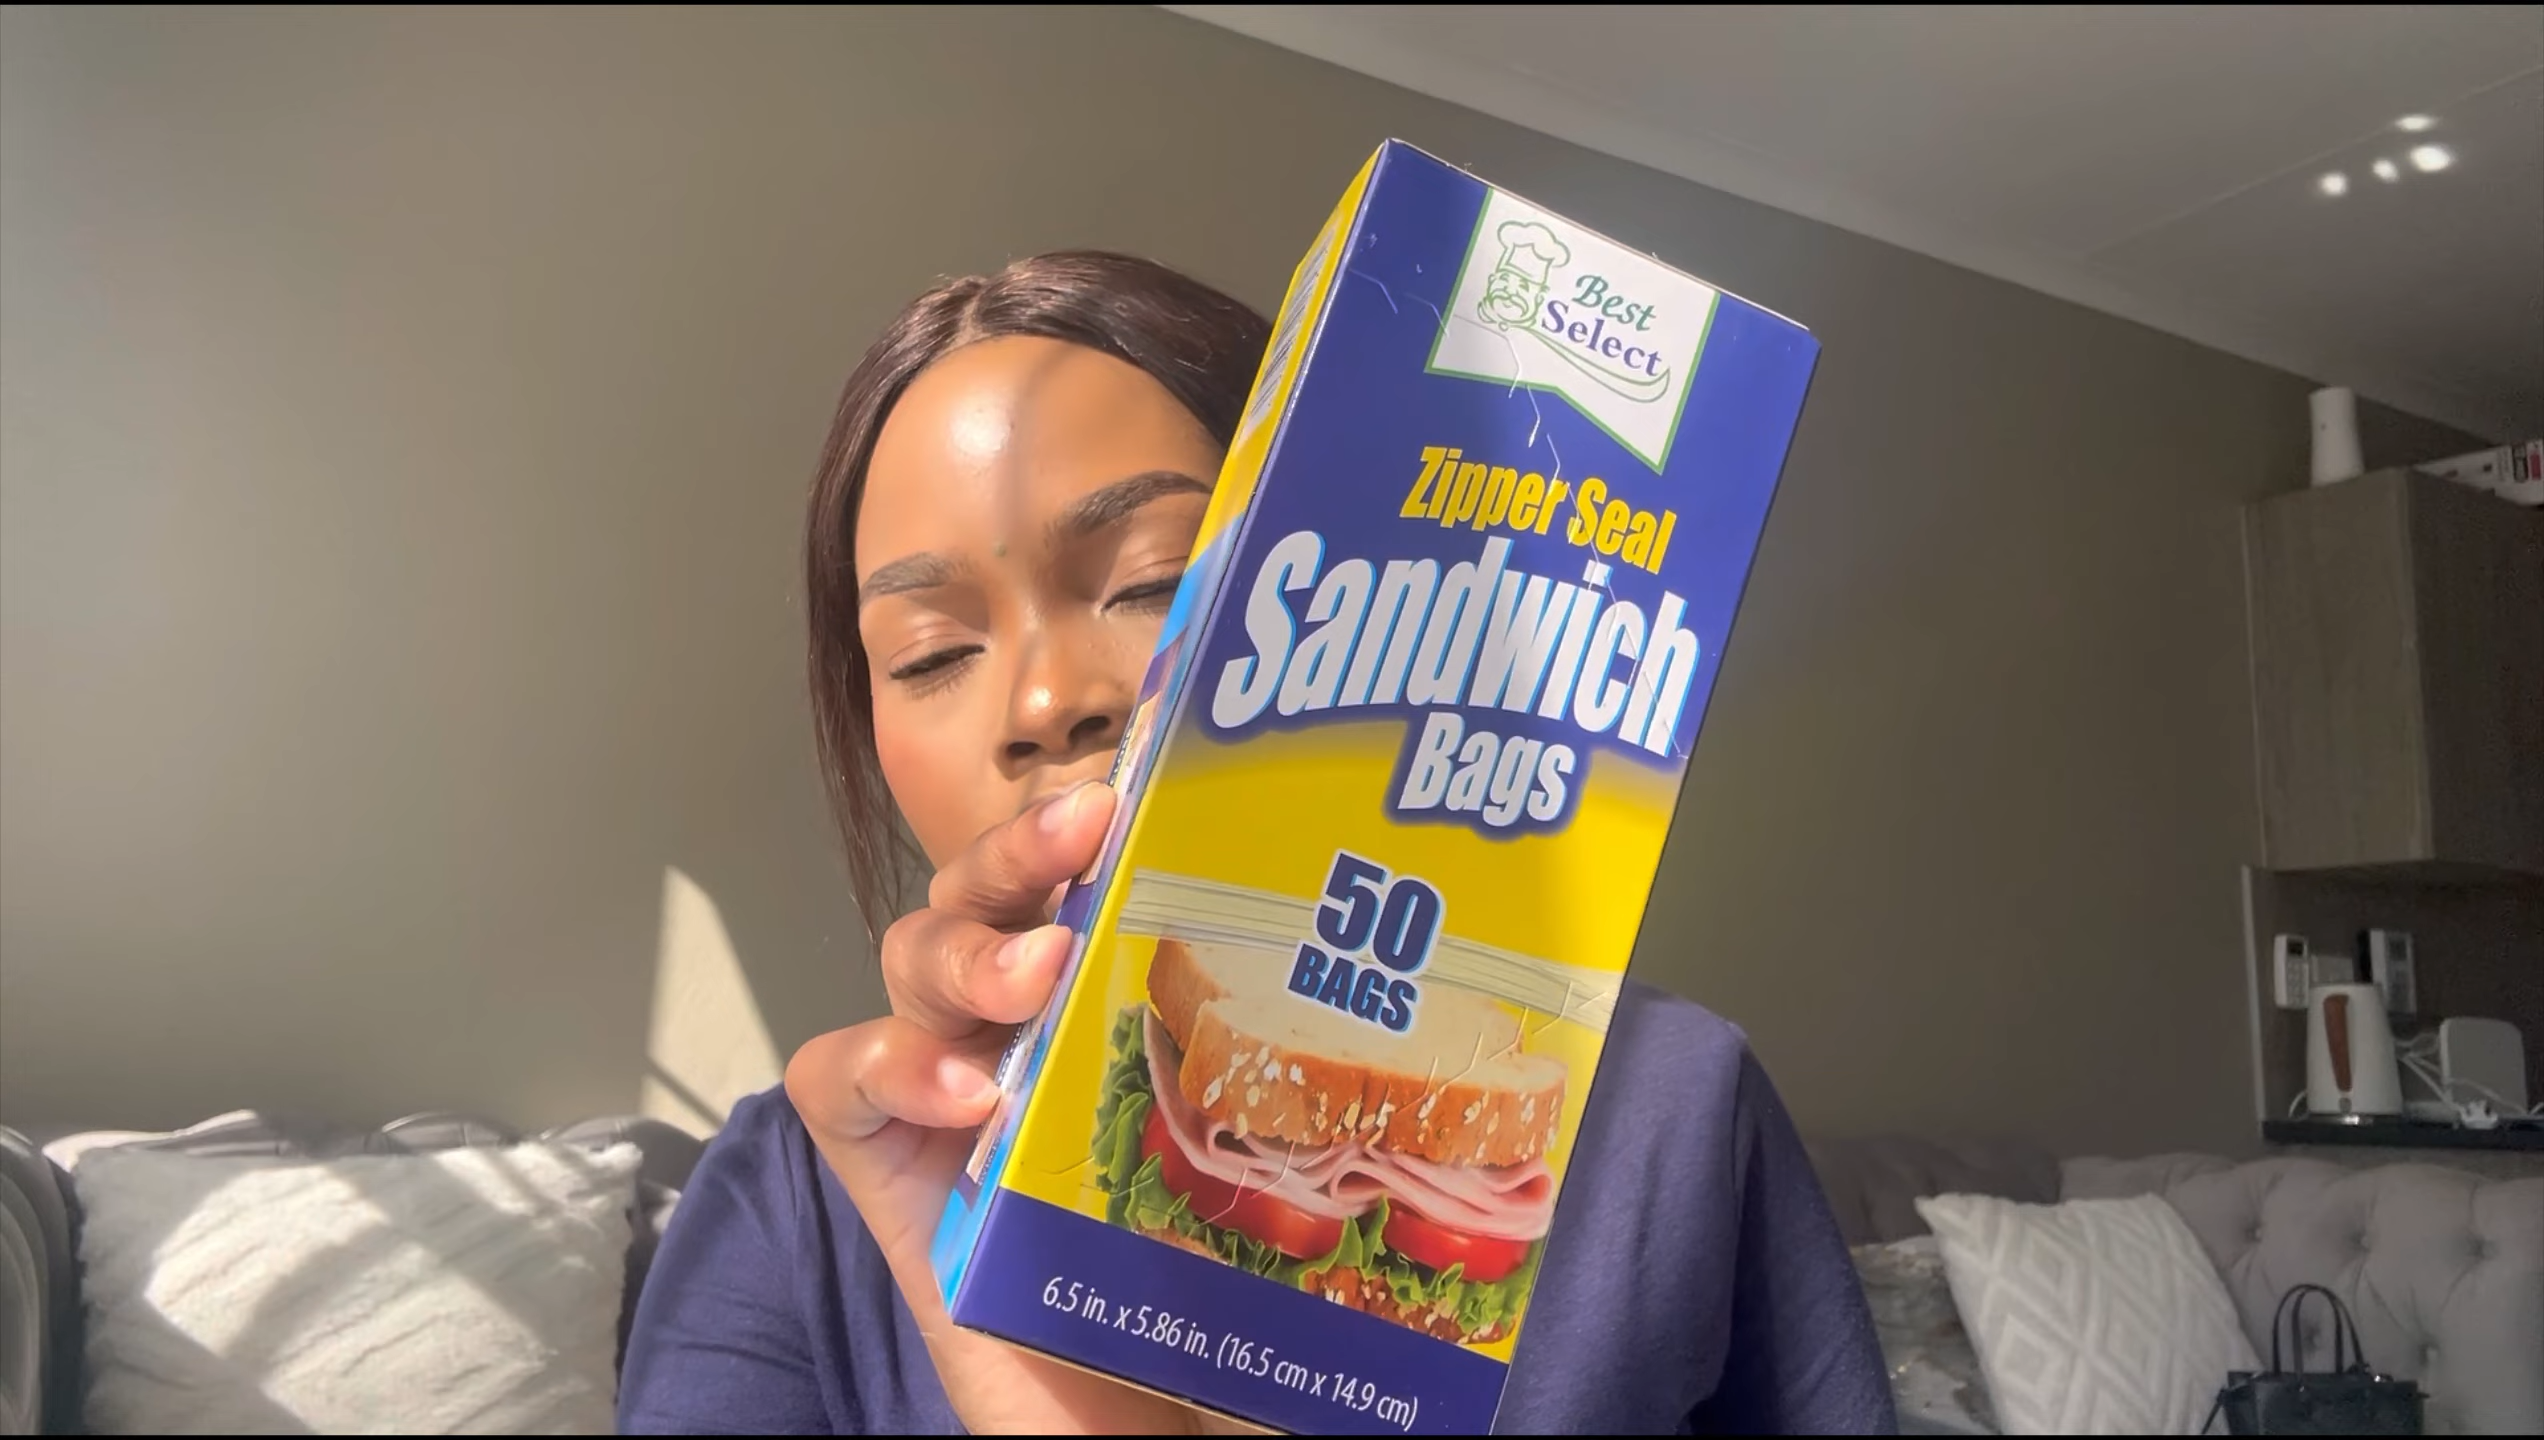 Best
Select
Zipper Seal
Sandwich
Bags
50
BAGS
6.5 in. x 5.86 in. (16.5 cm x 14.9 cm)